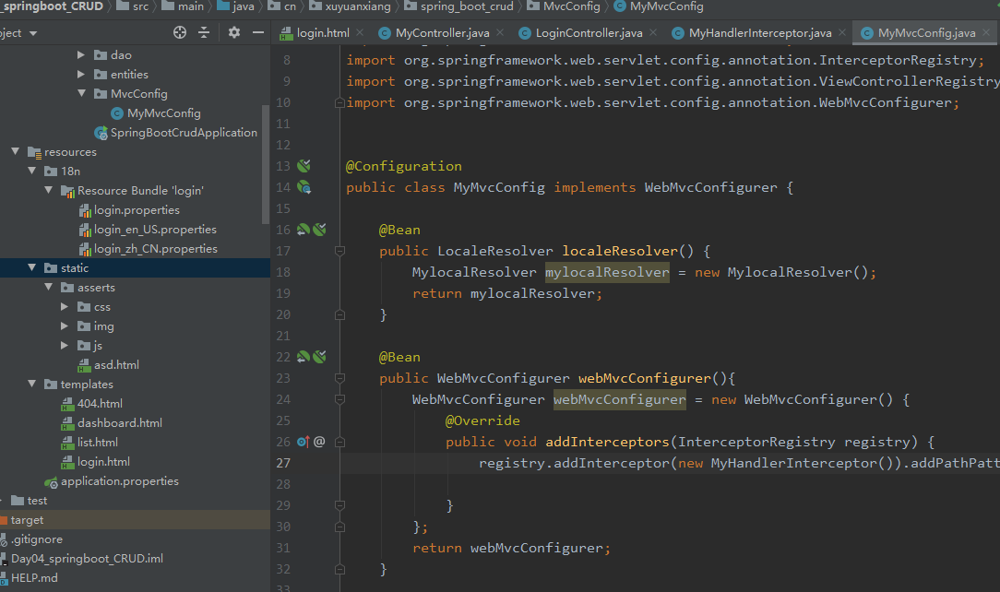 _springboot_CRUD src main java cn xuyuanxiang spring_boot_crud MvcConfig MyMvcConfig
ject
login.html MyController.java LoginController.java MyHandlerInterceptor.java MyMvcConfig.java
dao
entities
MvcConfig
MyMvcConfig
SpringBootCrudApplication
resources
18n
Resource Bundle 'login'
login.properties
login_en_US.properties
login_zh_CN.properties
static
asserts
css
img
js
asd.html
templates
404.html
dashboard.html
list.html
login.html
application.properties
test
target
.gitignore
Day04_springboot_CRUD.iml
HELP.md
8 import org.springframework.web.servlet.config.annotation.InterceptorRegistry;
9 import org.springframework.web.servlet.config.annotation.ViewControllerRegistry
10 import org.springframework.web.servlet.config.annotation.WebMvcConfigurer;
11
12
13 @Configuration
14 public class MyMvcConfig implements WebMvcConfigurer {
15
16 @Bean
17 public LocaleResolver localeResolver() {
18 MylocalResolver mylocalResolver = new MylocalResolver();
19 return mylocalResolver;
20 }
21
22 @Bean
23 public WebMvcConfigurer webMvcConfigurer(){
24 WebMvcConfigurer webMvcConfigurer = new WebMvcConfigurer() {
25 @Override
26 @ public void addInterceptors(InterceptorRegistry registry) {
27 registry.addInterceptor(new MyHandlerInterceptor()).addPathPatt
28
29 }
30 };
31 return webMvcConfigurer;
32 }
33